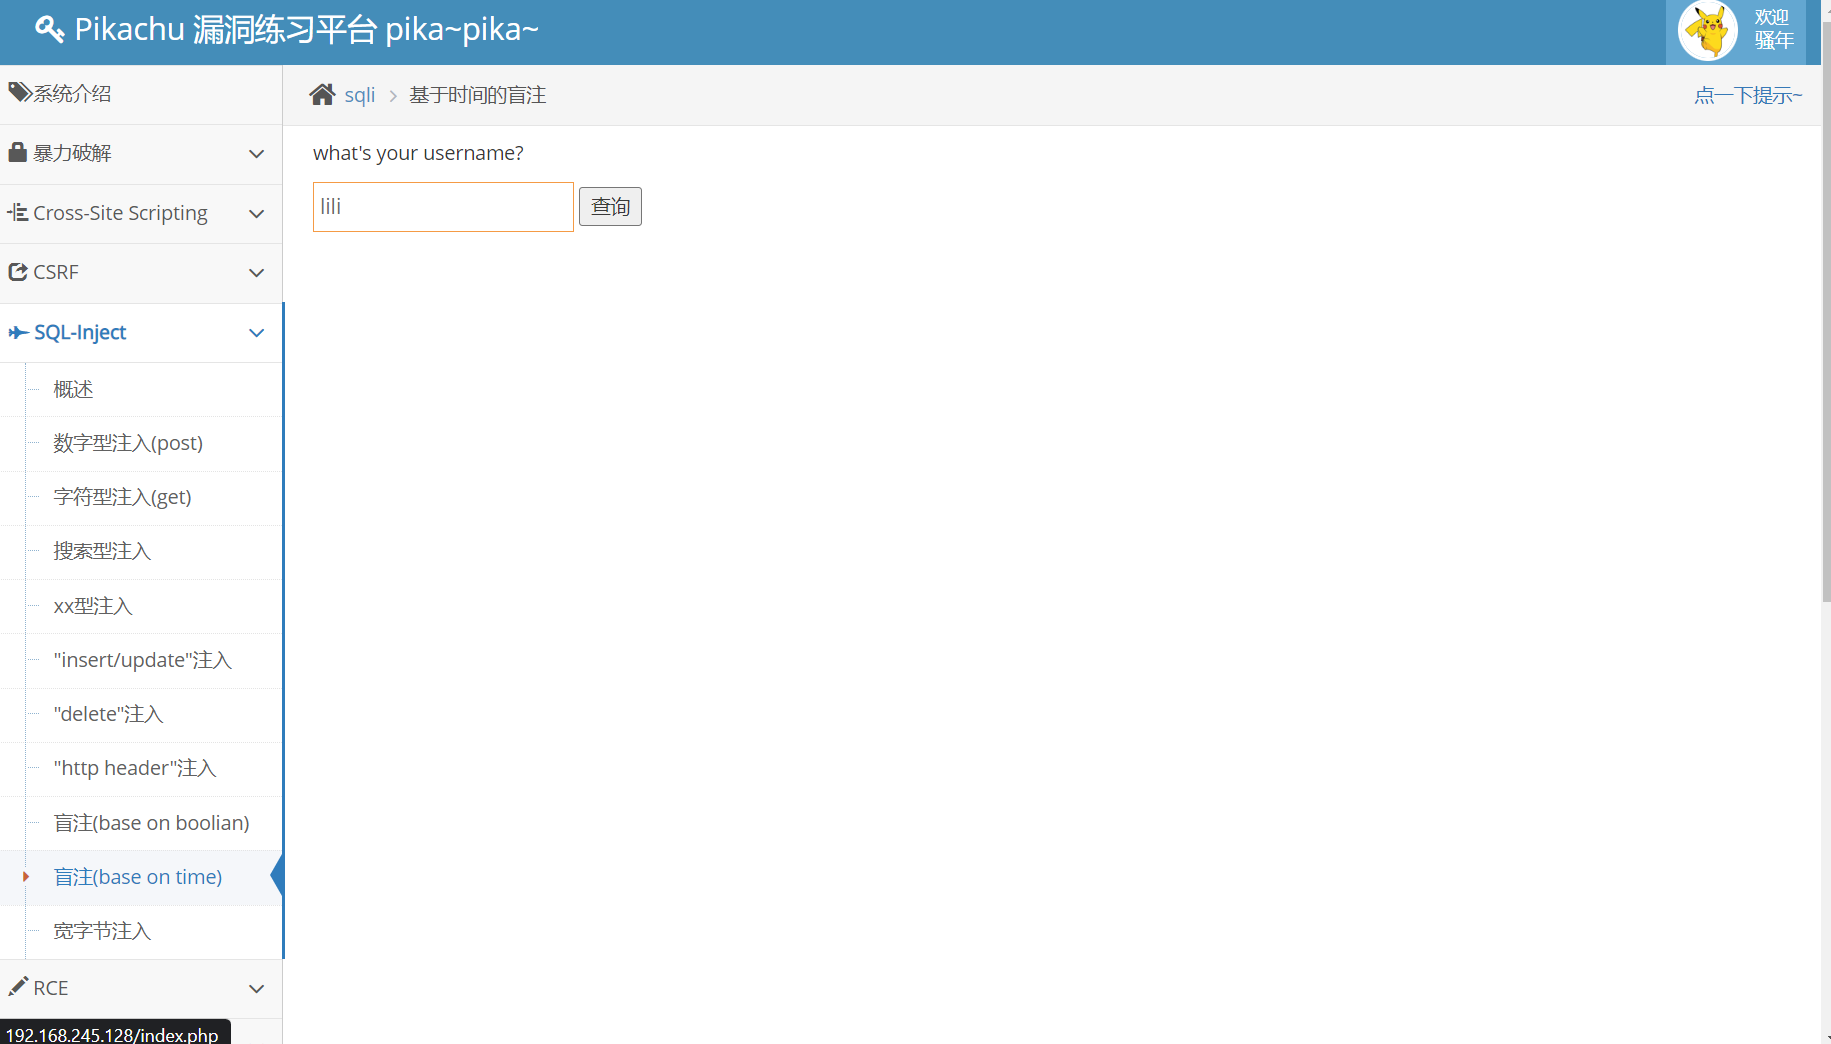 Pikachu 漏洞练习平台 pika~pika~
欢迎
骚年
系统介绍
暴力破解
Cross-Site Scripting
CSRF
SQL-Inject
概述
数字型注入(post)
字符型注入(get)
搜索型注入
xx型注入
"insert/update"注入
"delete"注入
"http header"注入
盲注(base on boolian)
盲注(base on time)
宽字节注入
RCE
192.168.245.128/index.php
sqli
基于时间的盲注
点一下提示~
what's your username?
lili
查询